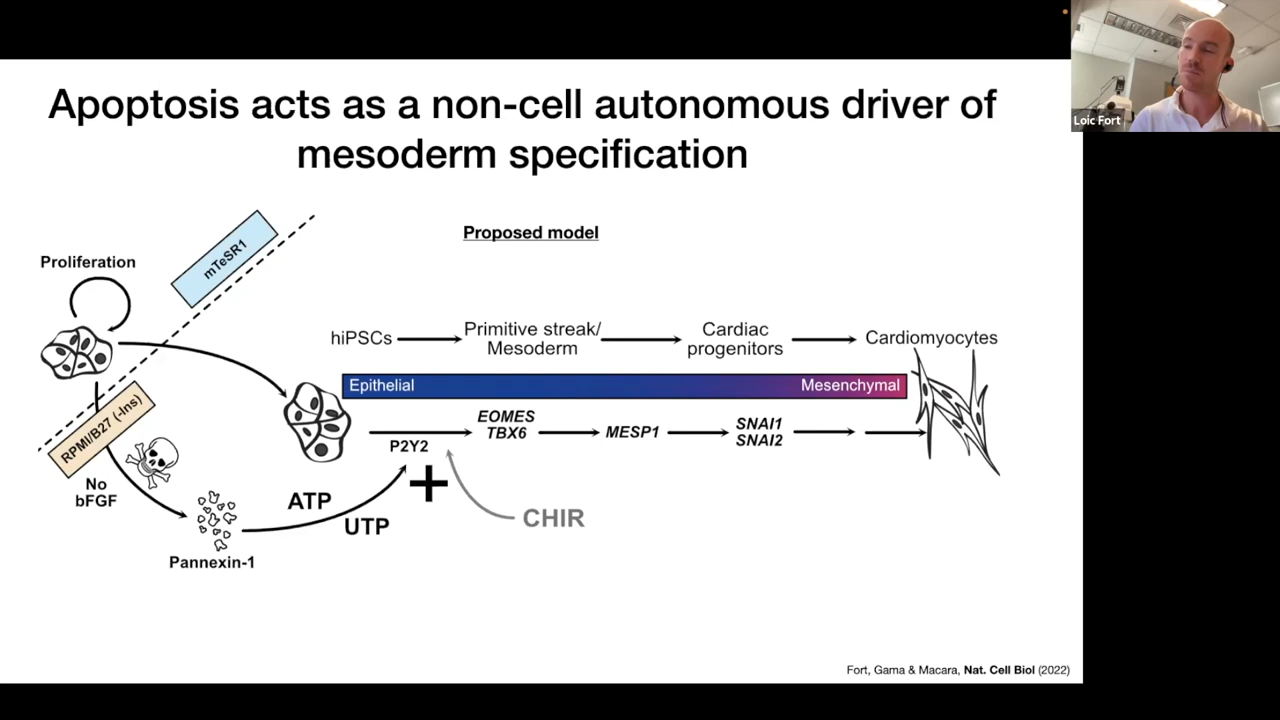 Apoptosis acts as a non-cell autonomous driver of
mesoderm specification
Loic Fort
Proposed model
Proliferation
mTeSR1
RPMI/B27 (-Ins)
No
bFGF
Pannexin-1
ATP
UTP
hiPSCs
Primitive streak/
Mesoderm
Cardiac
progenitors
Cardiomyocytes
Epithelial
Mesenchymal
P2Y2
EOMES
TBX6
MESP1
SNAI1
SNAI2
+
CHIR
Fort, Gama & Macara, Nat. Cell Biol (2022)